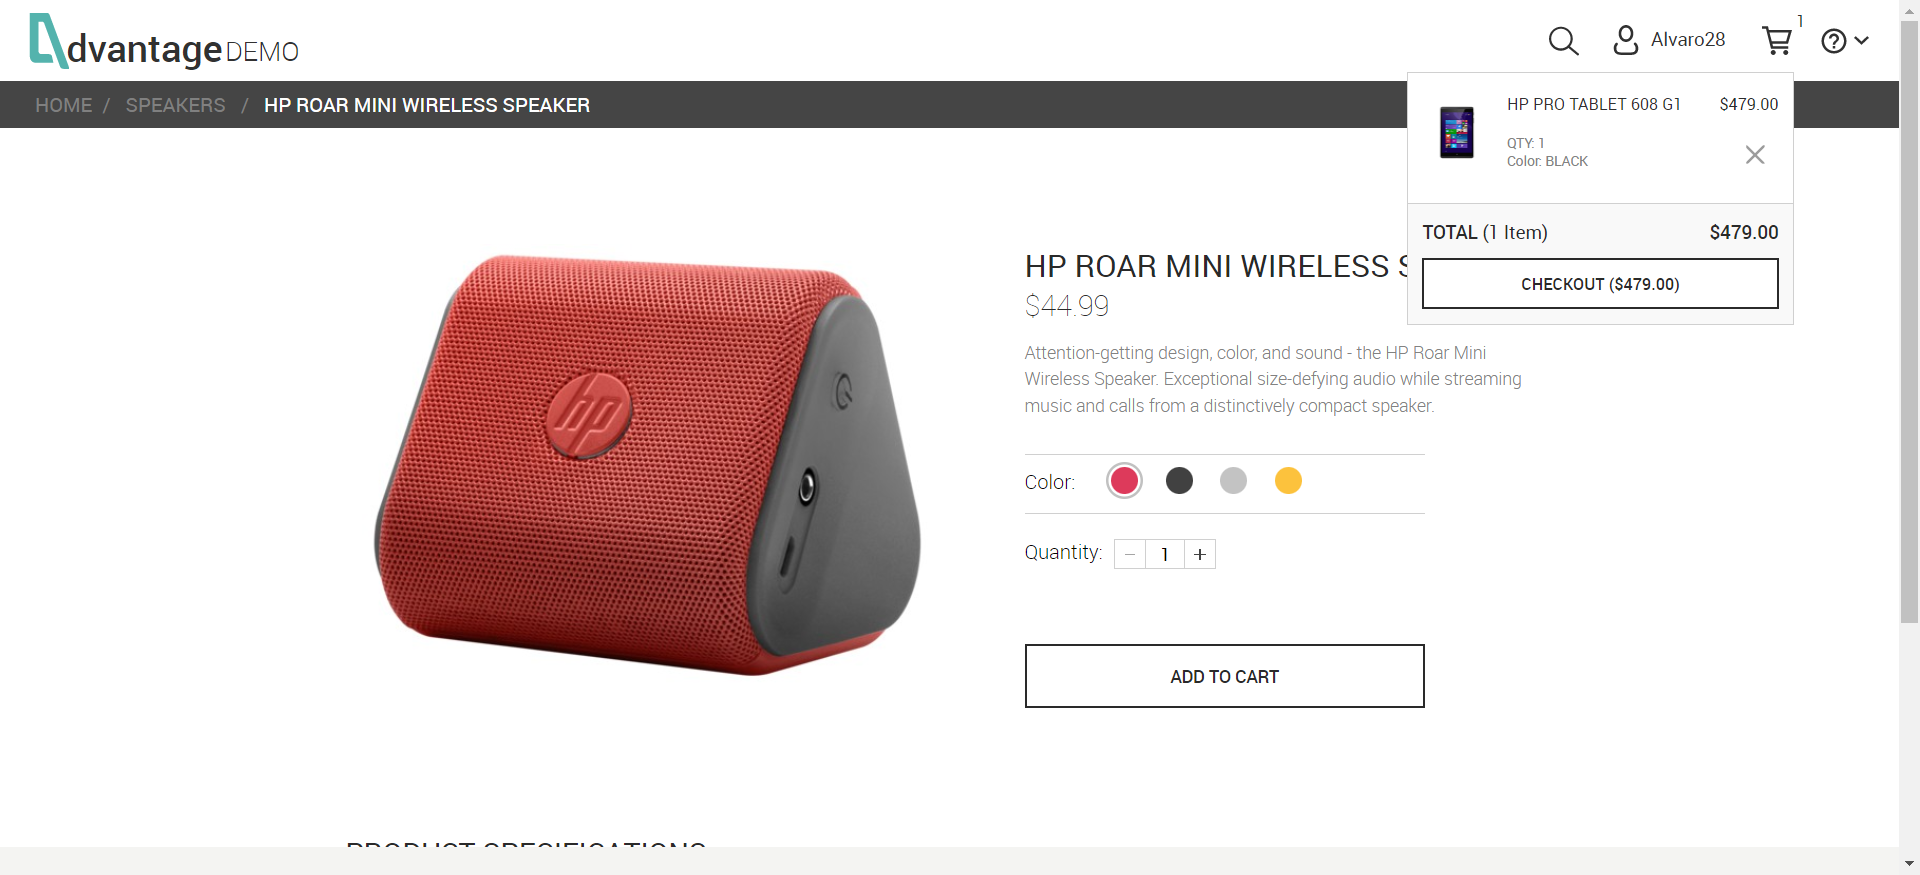 dvantage DEMO
Alvaro28
1
HOME / SPEAKERS / HP ROAR MINI WIRELESS SPEAKER
HP PRO TABLET 608 G1 $479.00
QTY: 1
Color: BLACK
TOTAL (1 Item) $479.00
CHECKOUT ($479.00)
hp
HP ROAR MINI WIRELESS S
$44.99
Attention-getting design, color, and sound - the HP Roar Mini
Wireless Speaker. Exceptional size-defying audio while streaming
music and calls from a distinctively compact speaker.
Color:
Quantity: − 1 +
ADD TO CART
PRODUCT SPECIFICATIONS